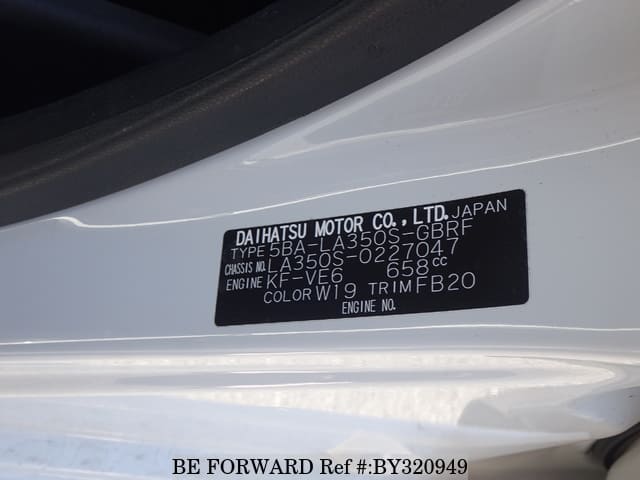 DAIHATSU MOTOR CO.,LTD. JAPAN
TYPE 5BA-LA350S-GBRF
CHASSIS NO. LA350S-0227047
ENGINE KF-VE6 658cc
COLOR W19 TRIM FB20
ENGINE NO.
BE FORWARD Ref #:BY320949